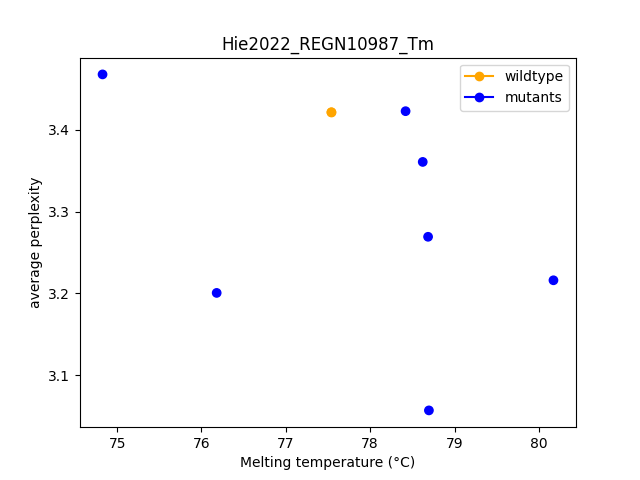 Hie2022_REGN10987_Tm
wildtype
mutants
3.4
3.3
3.2
3.1
average perplexity
75 76 77 78 79 80
Melting temperature (°C)